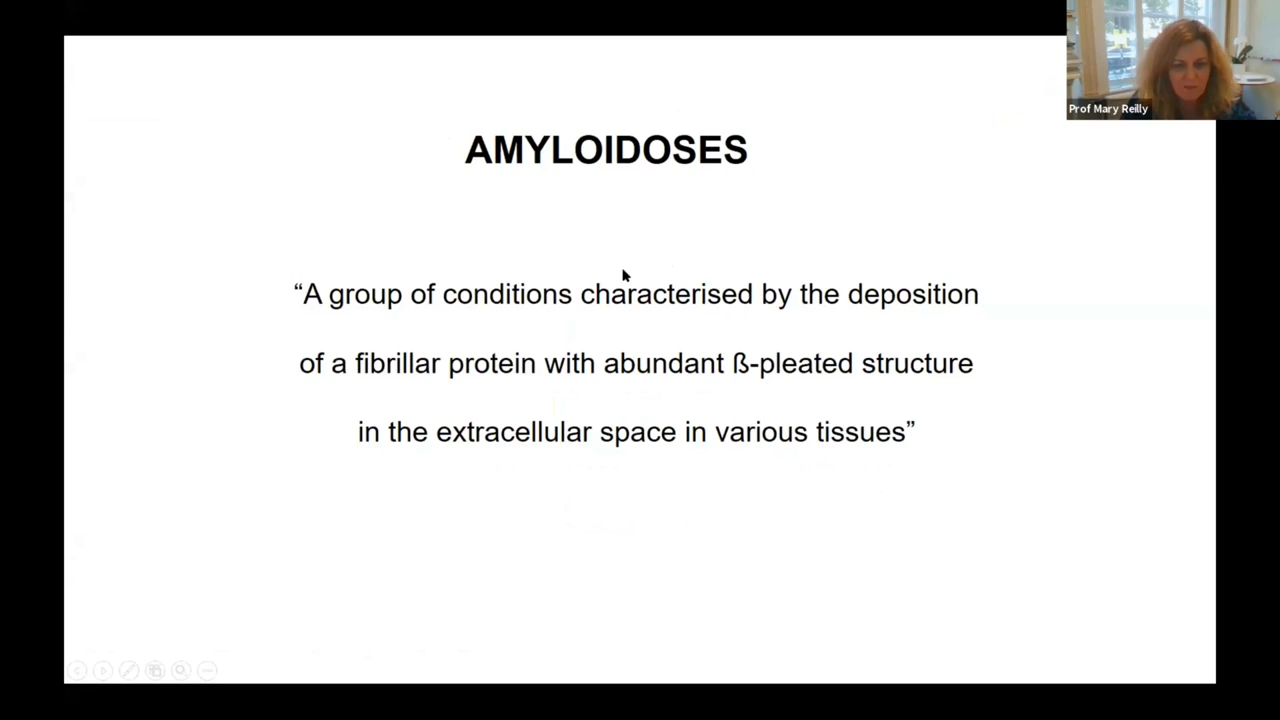 Prof Mary Reilly
AMYLOIDOSES
“A group of conditions characterised by the deposition
of a fibrillar protein with abundant ß-pleated structure
in the extracellular space in various tissues”